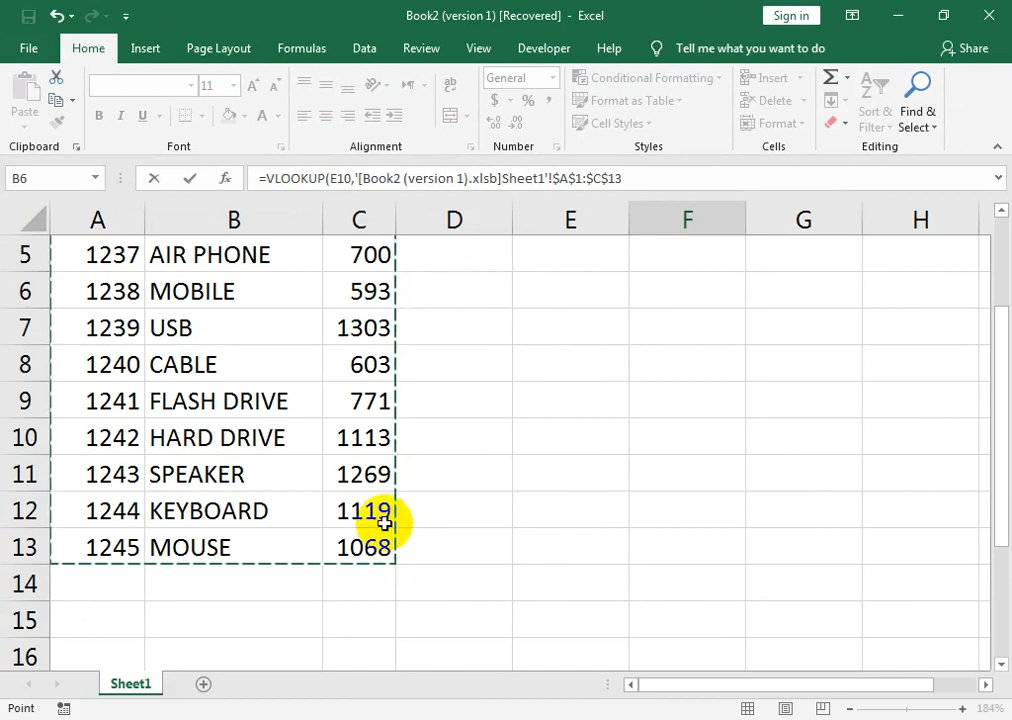 Book2 (version 1) [Recovered] - Excel
Sign in
File Home Insert Page Layout Formulas Data Review View Developer Help Tell me what you want to do Share
Paste
11
B I U
A A
ab
General
$ % ,
Conditional Formatting
Format as Table
Cell Styles
Insert
Delete
Format
Sort & Filter
Find & Select
Clipboard Font Alignment Number Styles Cells Editing
B6 fx =VLOOKUP(E10,'[Book2 (version 1).xlsb]Sheet1'!$A$1:$C$13
A B C D E F G H
5 1237 AIR PHONE 700
6 1238 MOBILE 593
7 1239 USB 1303
8 1240 CABLE 603
9 1241 FLASH DRIVE 771
10 1242 HARD DRIVE 1113
11 1243 SPEAKER 1269
12 1244 KEYBOARD 1119
13 1245 MOUSE 1068
14
15
16
Sheet1
Point 184%